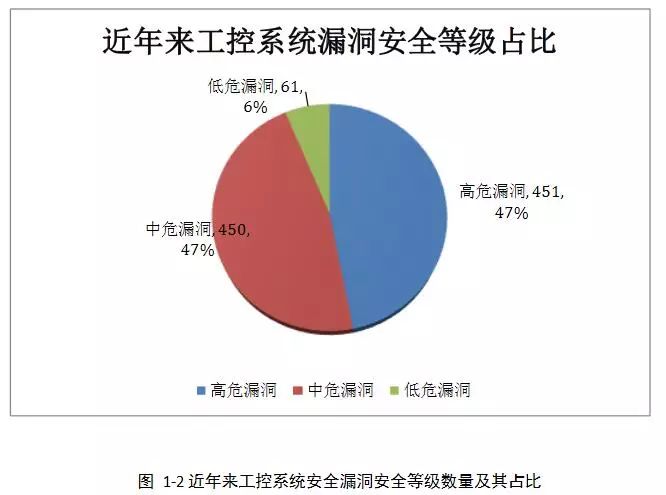 近年来工控系统漏洞安全等级占比
低危漏洞, 61,
6%
高危漏洞, 451,
47%
中危漏洞, 450,
47%
高危漏洞 中危漏洞 低危漏洞
图 1-2 近年来工控系统安全漏洞安全等级数量及其占比